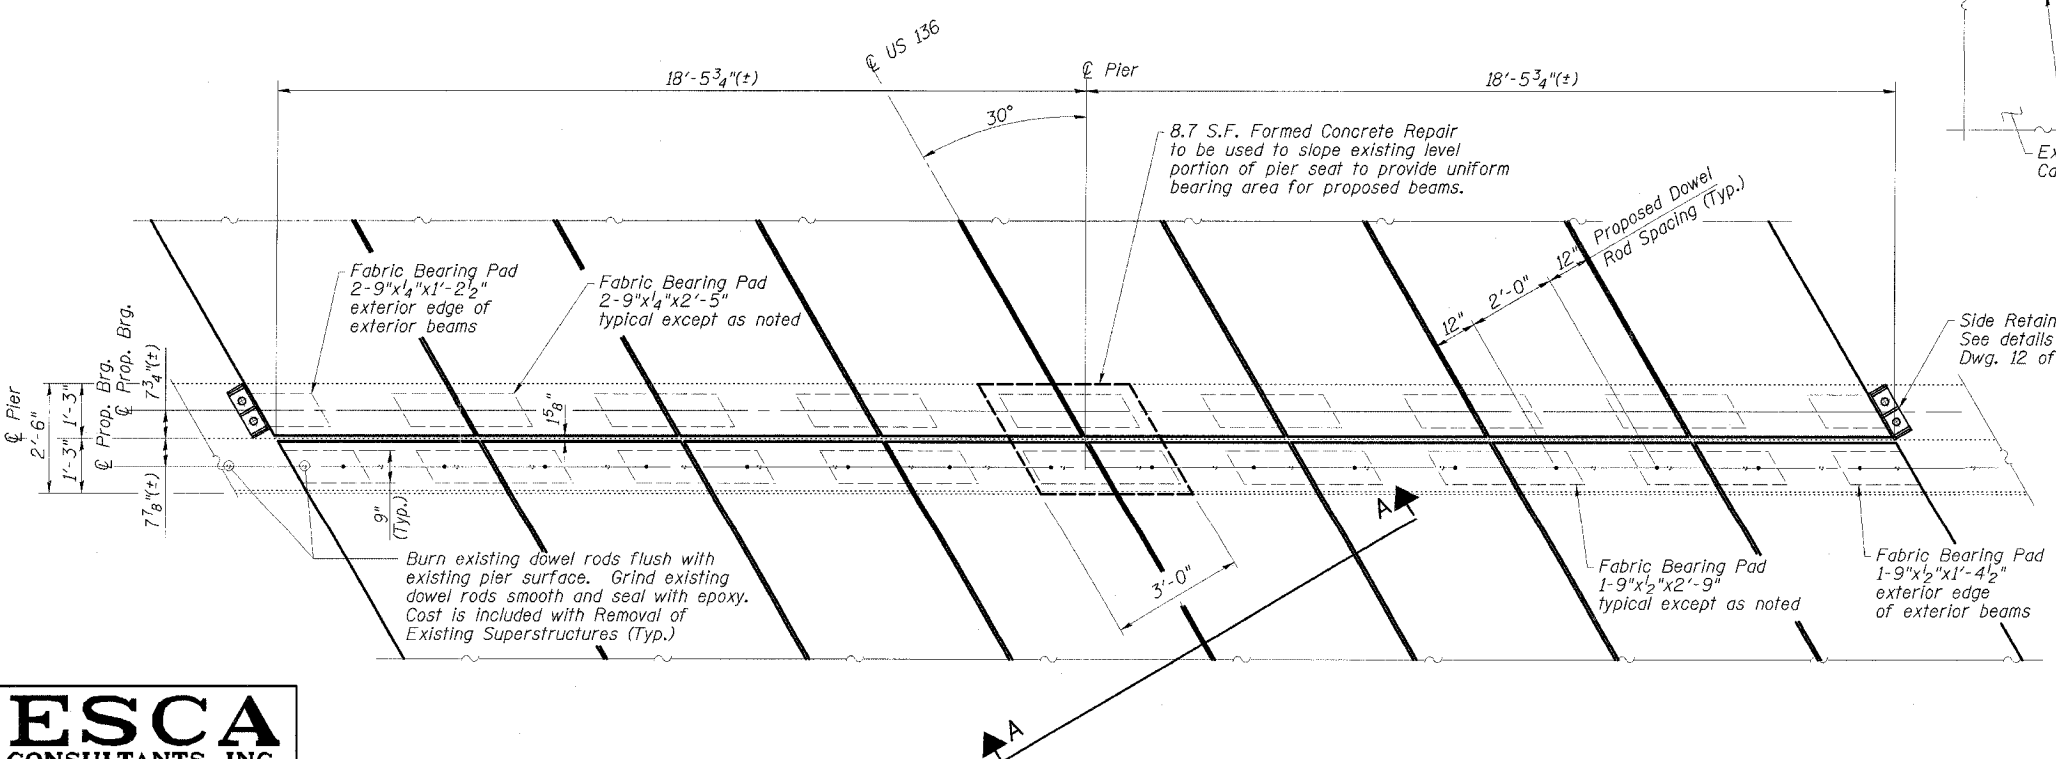 ℄ US 136
18'-5¾"(±)
℄ Pier
18'-5¾"(±)
30°
8.7 S.F. Formed Concrete Repair
to be used to slope existing level
portion of pier seat to provide uniform
bearing area for proposed beams.
Proposed Dowel
Rod Spacing (Typ.)
12"
2'-0"
12"
Fabric Bearing Pad
2-9"x¼"x1'-2½"
exterior edge of
exterior beams
Fabric Bearing Pad
2-9"x¼"x2'-5"
typical except as noted
Side Retain
See details
Dwg. 12 of
℄ Pier
2'-6"
1'-3"
1'-3"
℄ Prop. Brg.
℄ Prop. Brg.
7¾"(±)
7⅞"(±)
1⅝"
9"
(Typ.)
A
Burn existing dowel rods flush with
existing pier surface. Grind existing
dowel rods smooth and seal with epoxy.
Cost is included with Removal of
Existing Superstructures (Typ.)
3'-0"
Fabric Bearing Pad
1-9"x½"x2'-9"
typical except as noted
Fabric Bearing Pad
1-9"x½"x1'-4½"
exterior edge
of exterior beams
A
ESCA
CONSULTANTS, INC.